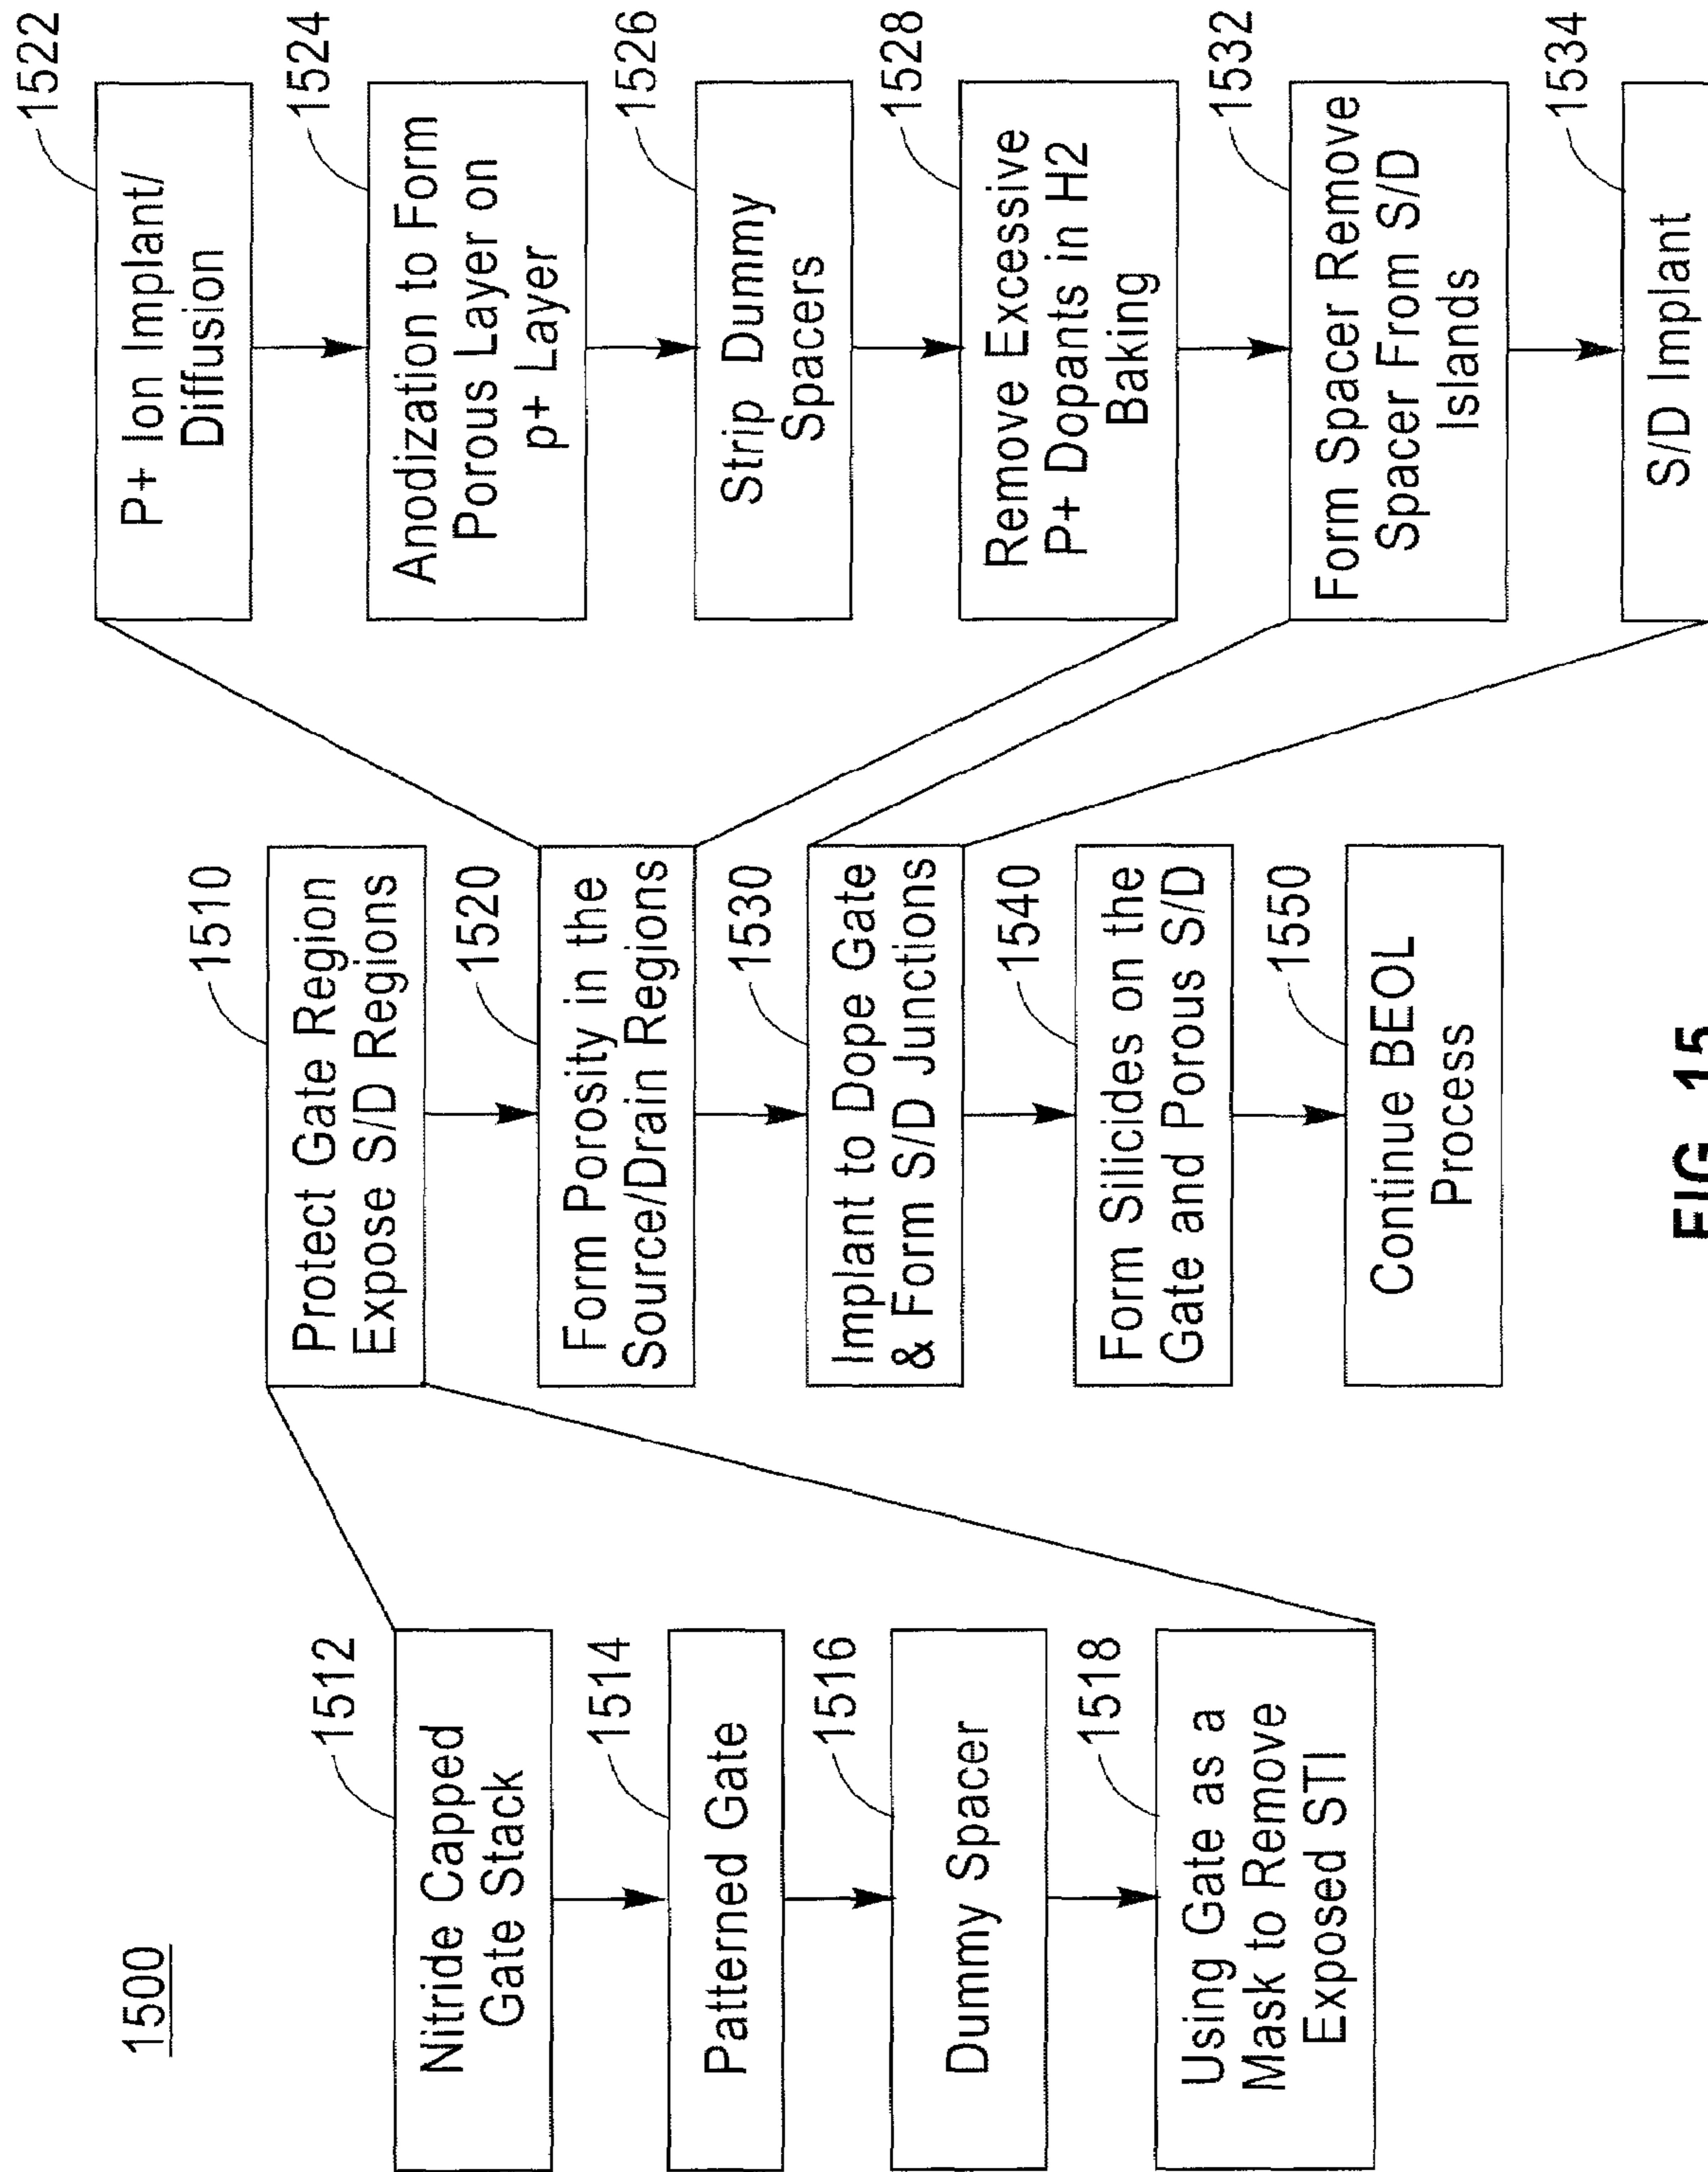 1500
1512
Nitride Capped
Gate Stack
1514
Patterned Gate
1516
Dummy Spacer
1518
Using Gate as a
Mask to Remove
Exposed STI
1510
Protect Gate Region
Expose S/D Regions
1520
Form Porosity in the
Source/Drain Regions
1530
Implant to Dope Gate
& Form S/D Junctions
1540
Form Silicides on the
Gate and Porous S/D
1550
Continue BEOL
Process
1522
P+ Ion Implant/
Diffusion
1524
Anodization to Form
Porous Layer on
p+ Layer
1526
Strip Dummy
Spacers
1528
Remove Excessive
P+ Dopants in H2
Baking
1532
Form Spacer Remove
Spacer From S/D
Islands
1534
S/D Implant
FIG. 15